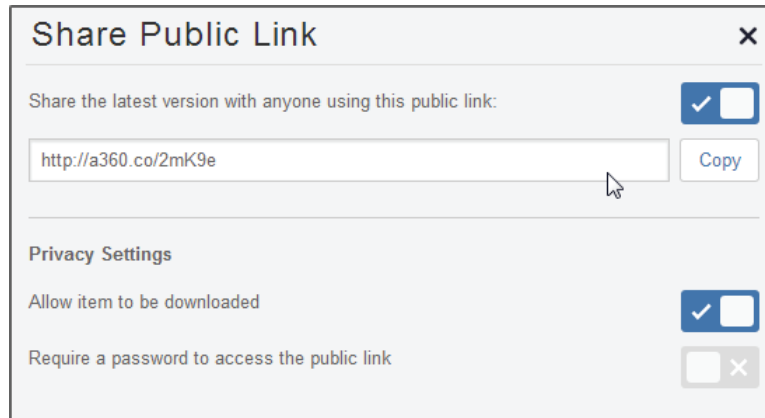 Share Public Link
Share the latest version with anyone using this public link:
http://a360.co/2mK9e
Copy
Privacy Settings
Allow item to be downloaded
Require a password to access the public link